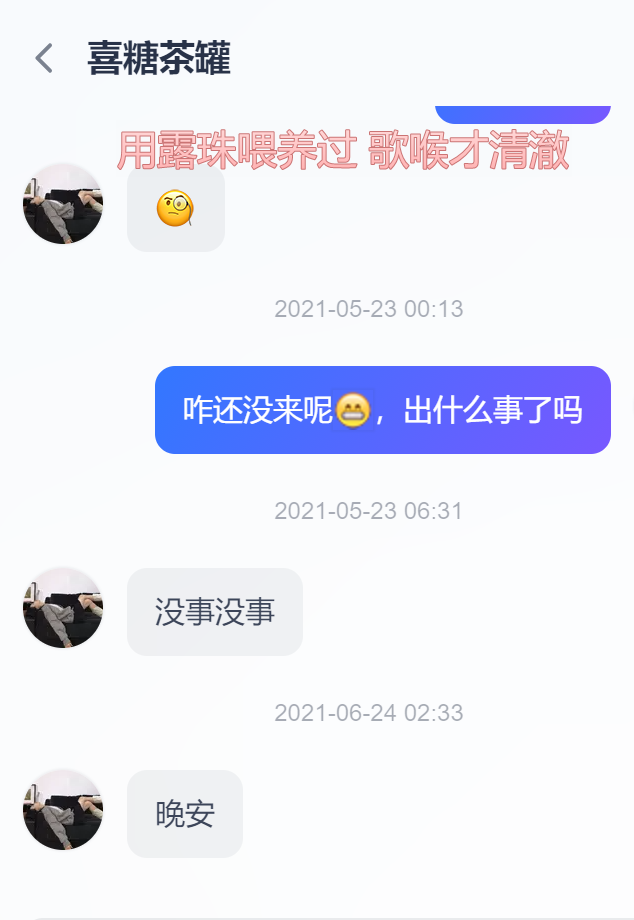 喜糖茶罐
用露珠喂养过 歌喉才清澈
🧐
2021-05-23 00:13
咋还没来呢😁，出什么事了吗
2021-05-23 06:31
没事没事
2021-06-24 02:33
晚安